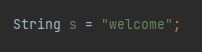 String s = "welcome";